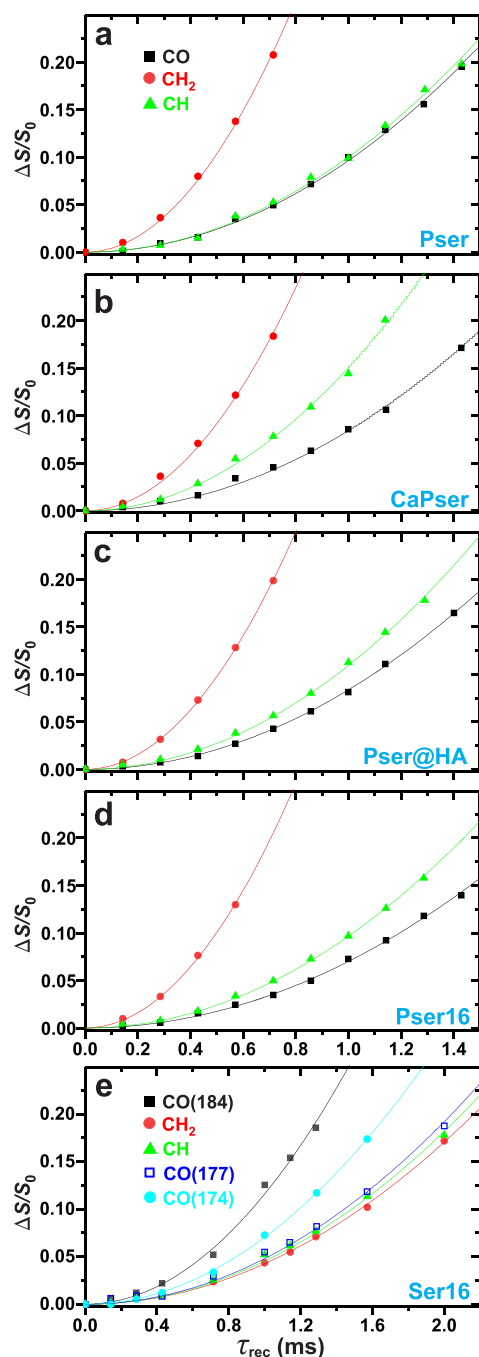 a
CO
CH₂
CH
0.20
0.15
0.10
0.05
0.00
ΔS/S₀
Pser
b
0.20
0.15
0.10
0.05
0.00
ΔS/S₀
CaPser
c
0.20
0.15
0.10
0.05
0.00
ΔS/S₀
Pser@HA
d
0.20
0.15
0.10
0.05
0.00
ΔS/S₀
Pser16
0.0 0.2 0.4 0.6 0.8 1.0 1.2 1.4
e
CO(184)
CH₂
CH
CO(177)
CO(174)
0.20
0.15
0.10
0.05
0.00
ΔS/S₀
Ser16
0.0 0.4 0.8 1.2 1.6 2.0
τrec (ms)